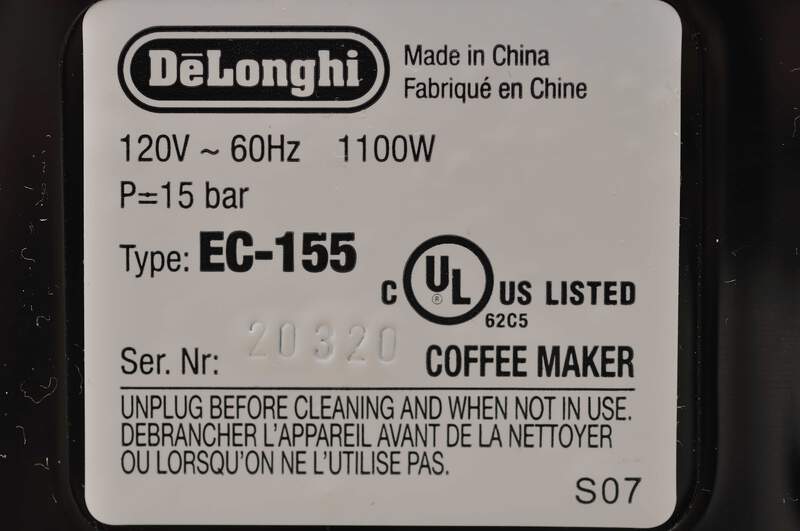 DeLonghi
Made in China
Fabriqué en Chine
120V ~ 60Hz 1100W
P=15 bar
Type: EC-155
C UL® US LISTED
62C5
Ser. Nr: 20320
COFFEE MAKER
UNPLUG BEFORE CLEANING AND WHEN NOT IN USE.
DEBRANCHER L'APPAREIL AVANT DE LA NETTOYER
OU LORSQU'ON NE L'UTILISE PAS.
S07